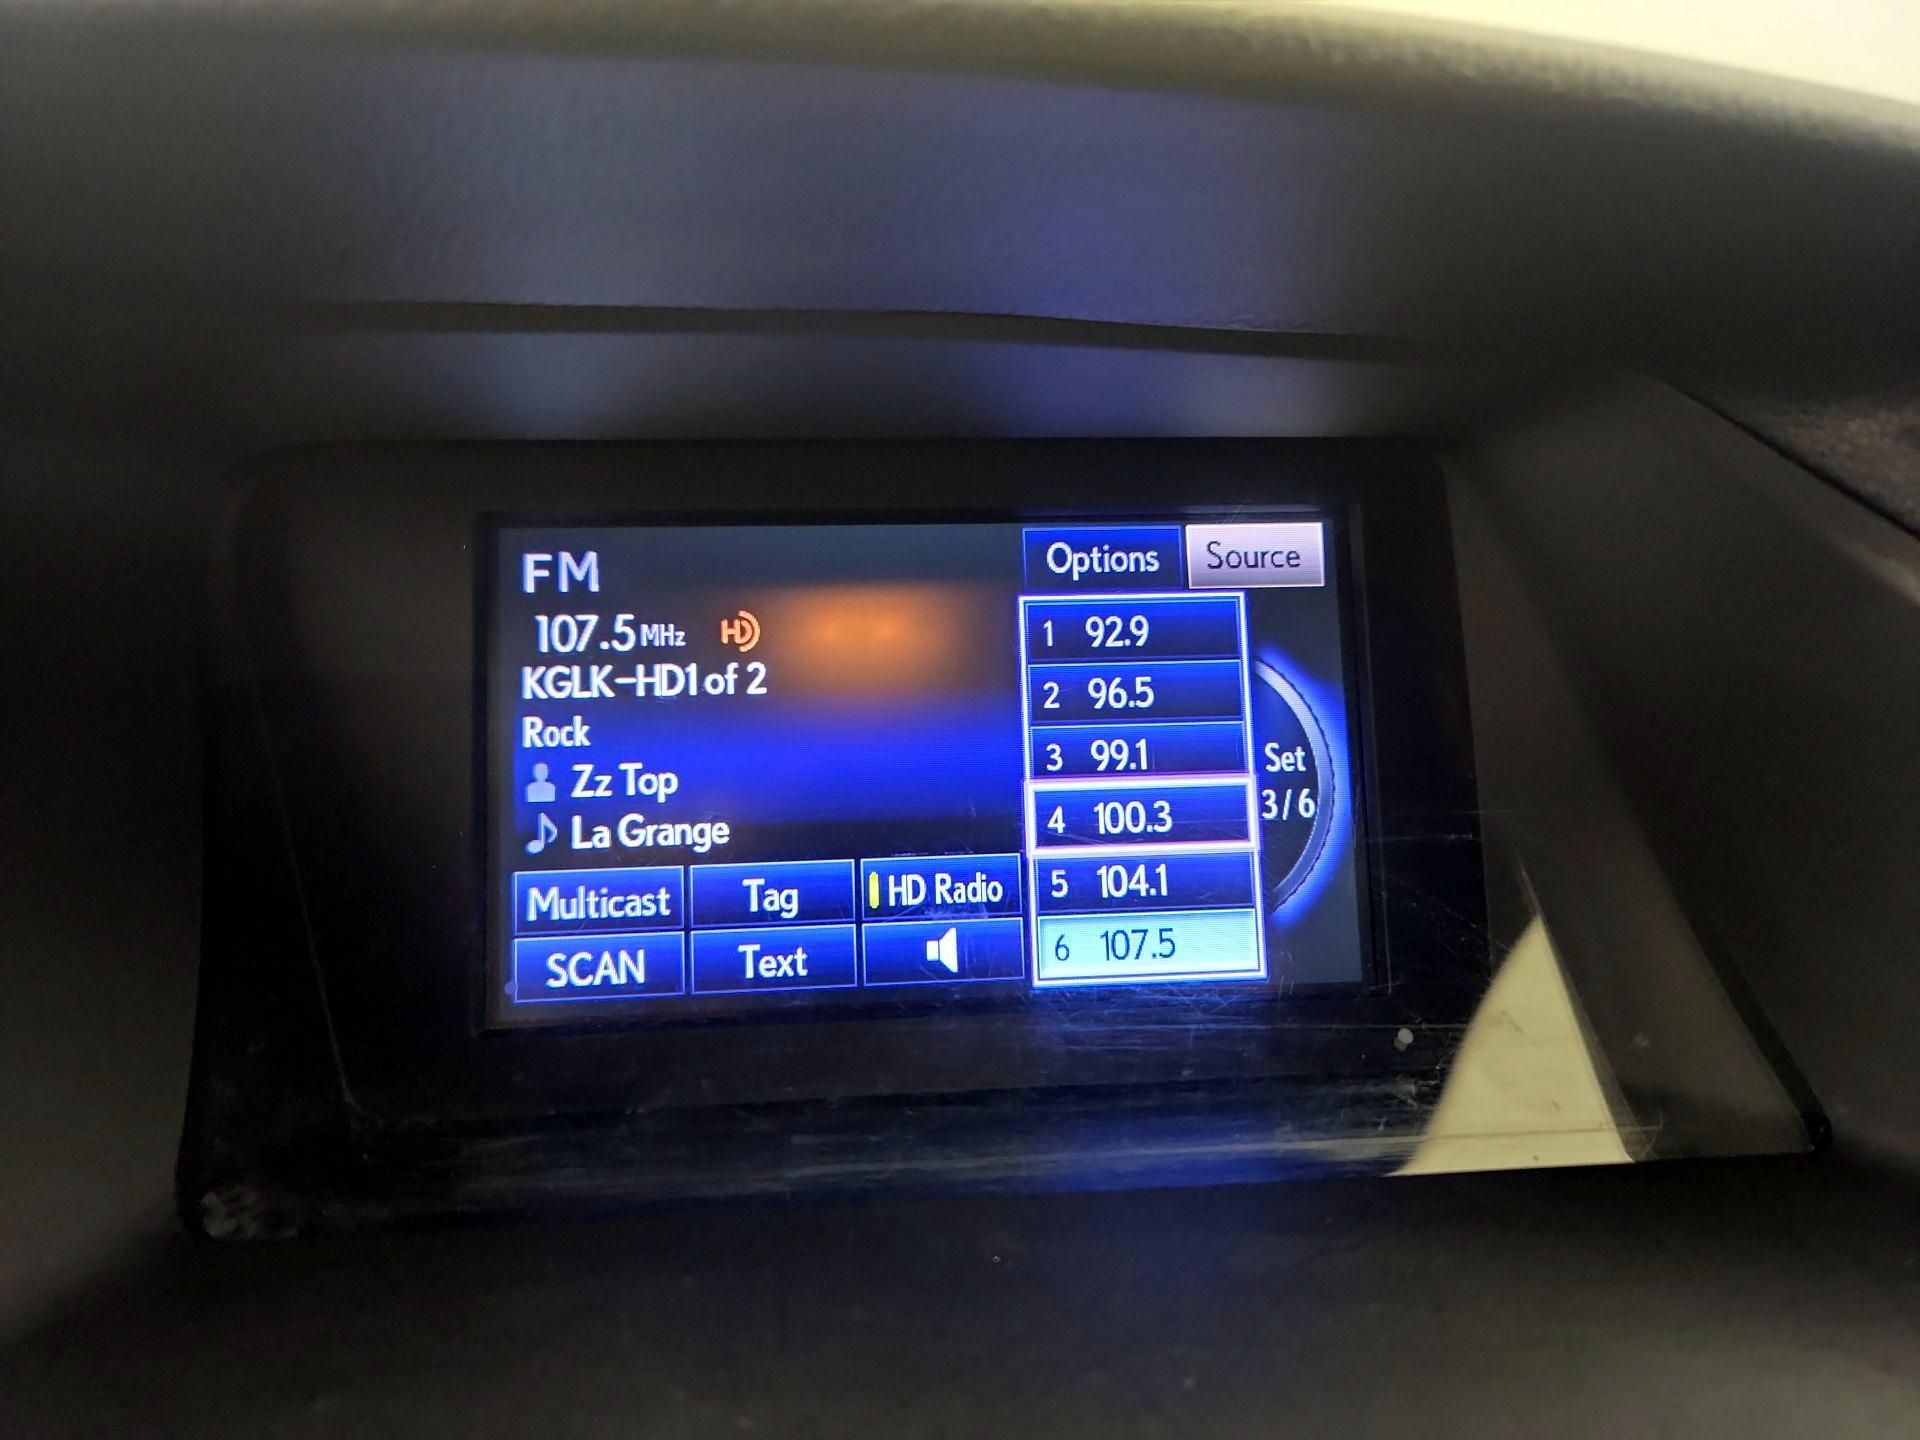 FM
107.5 MHz HD
KGLK-HD1 of 2
Rock
Zz Top
La Grange
Multicast Tag HD Radio
SCAN Text
Options Source
1 92.9
2 96.5
3 99.1
4 100.3
5 104.1
6 107.5
Set
3/6